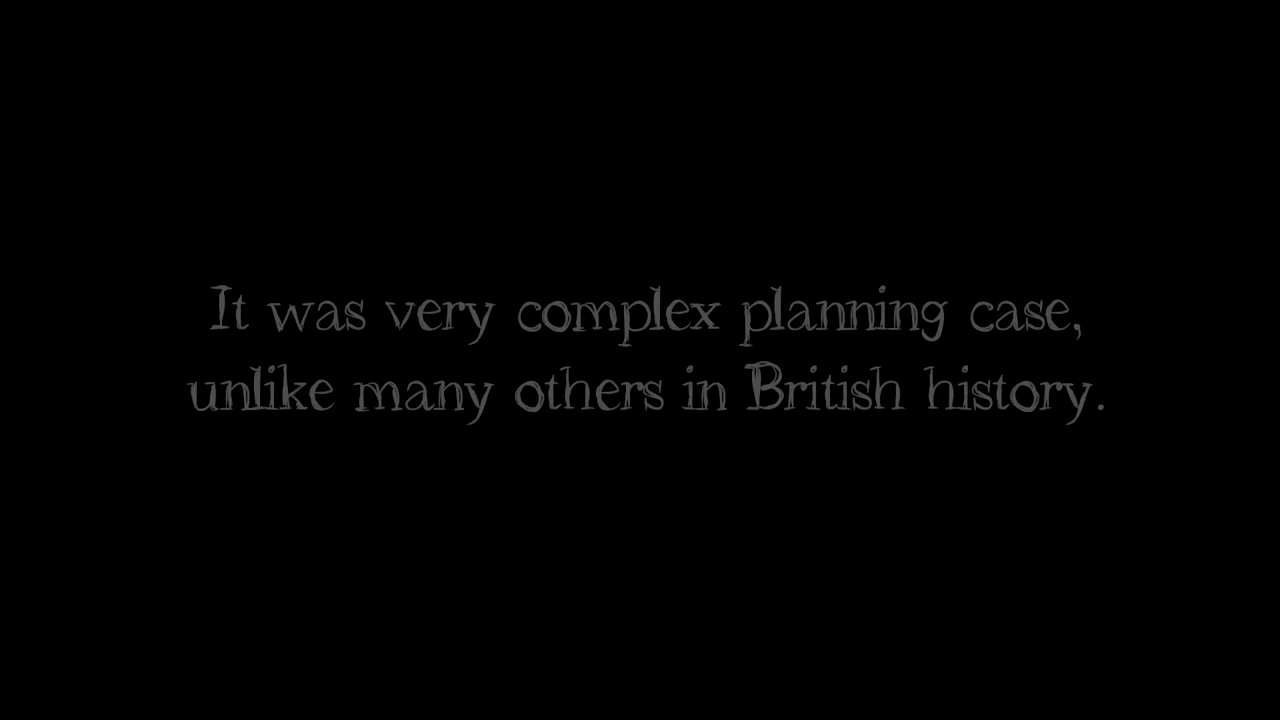 It was very complex planning case,
unlike many others in British history.